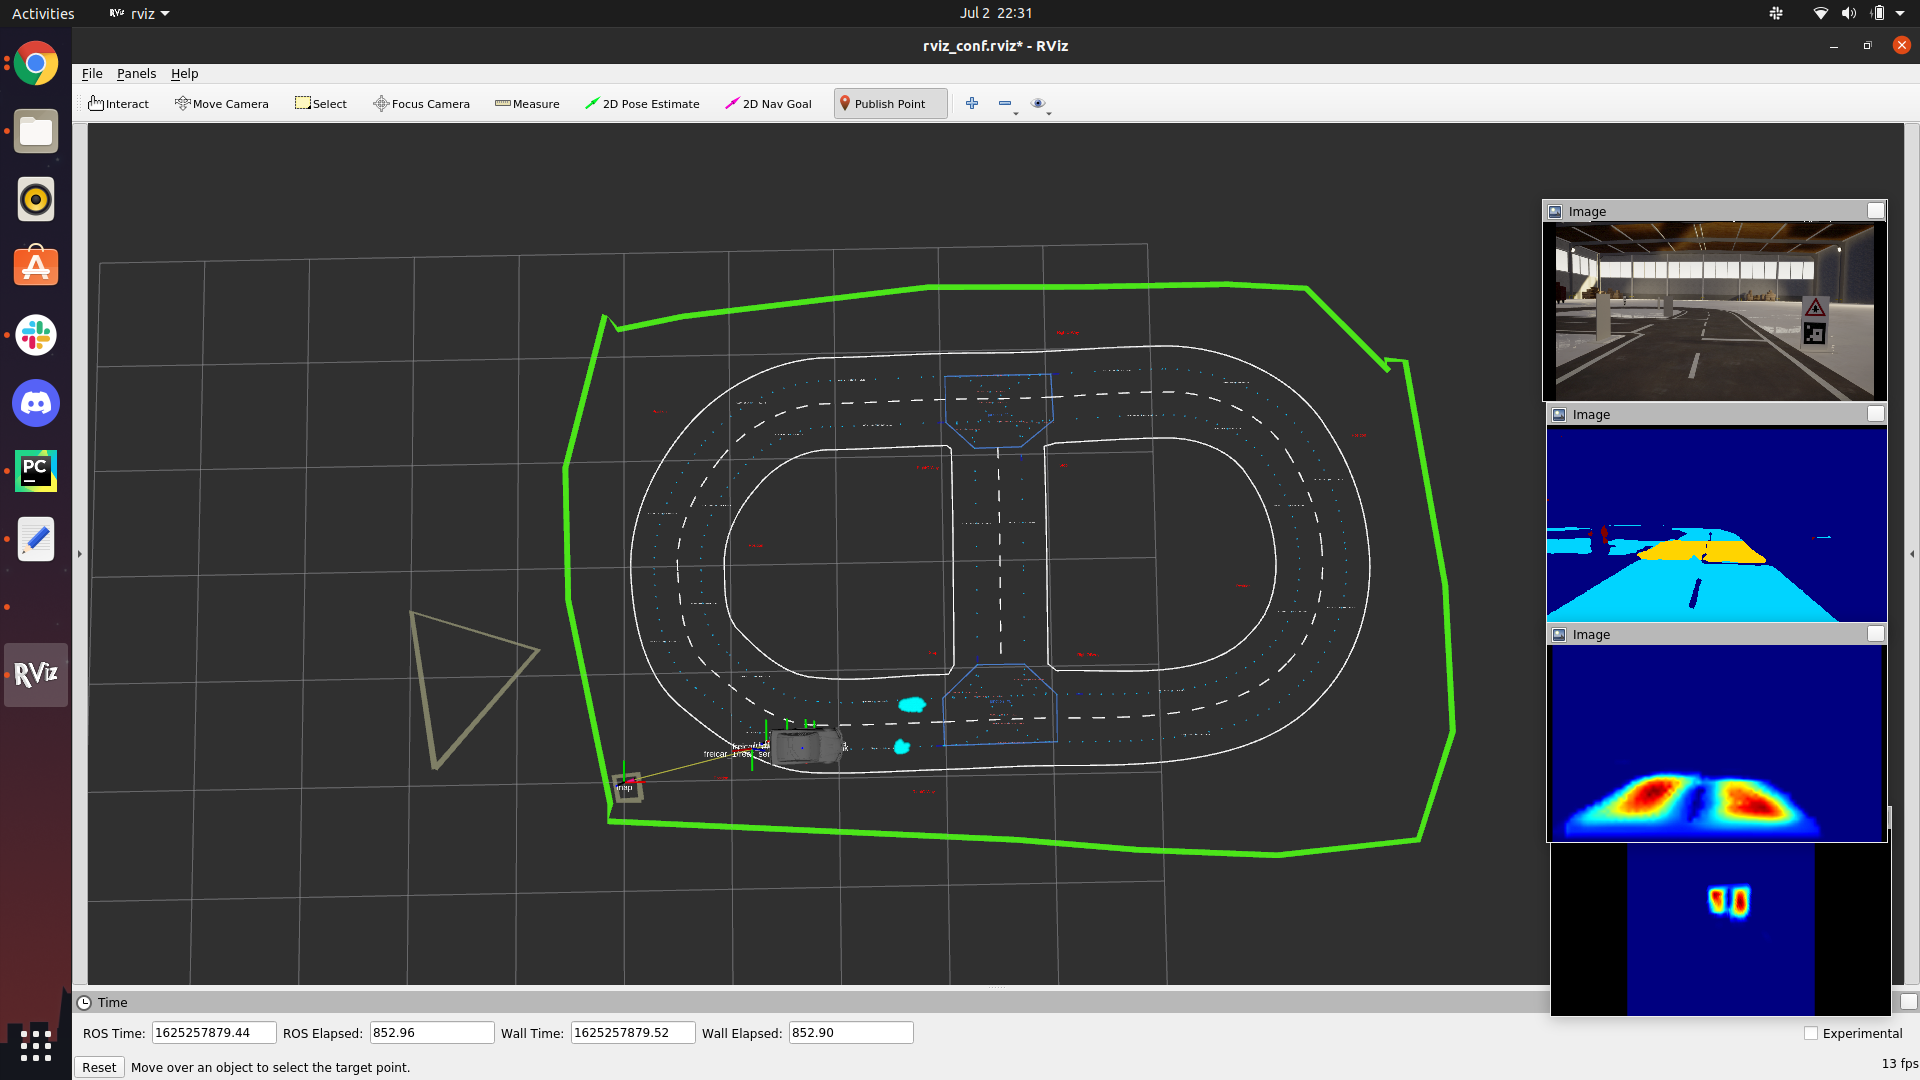 Activities
RViz rviz
Jul 2 22:31
rviz_conf.rviz* - RViz
File Panels Help
Interact Move Camera Select Focus Camera Measure 2D Pose Estimate 2D Nav Goal Publish Point
Image
Image
Image
PC
RViz
map
Time
ROS Time: 1625257879.44 ROS Elapsed: 852.96 Wall Time: 1625257879.52 Wall Elapsed: 852.90 Experimental
Reset Move over an object to select the target point. 13 fps